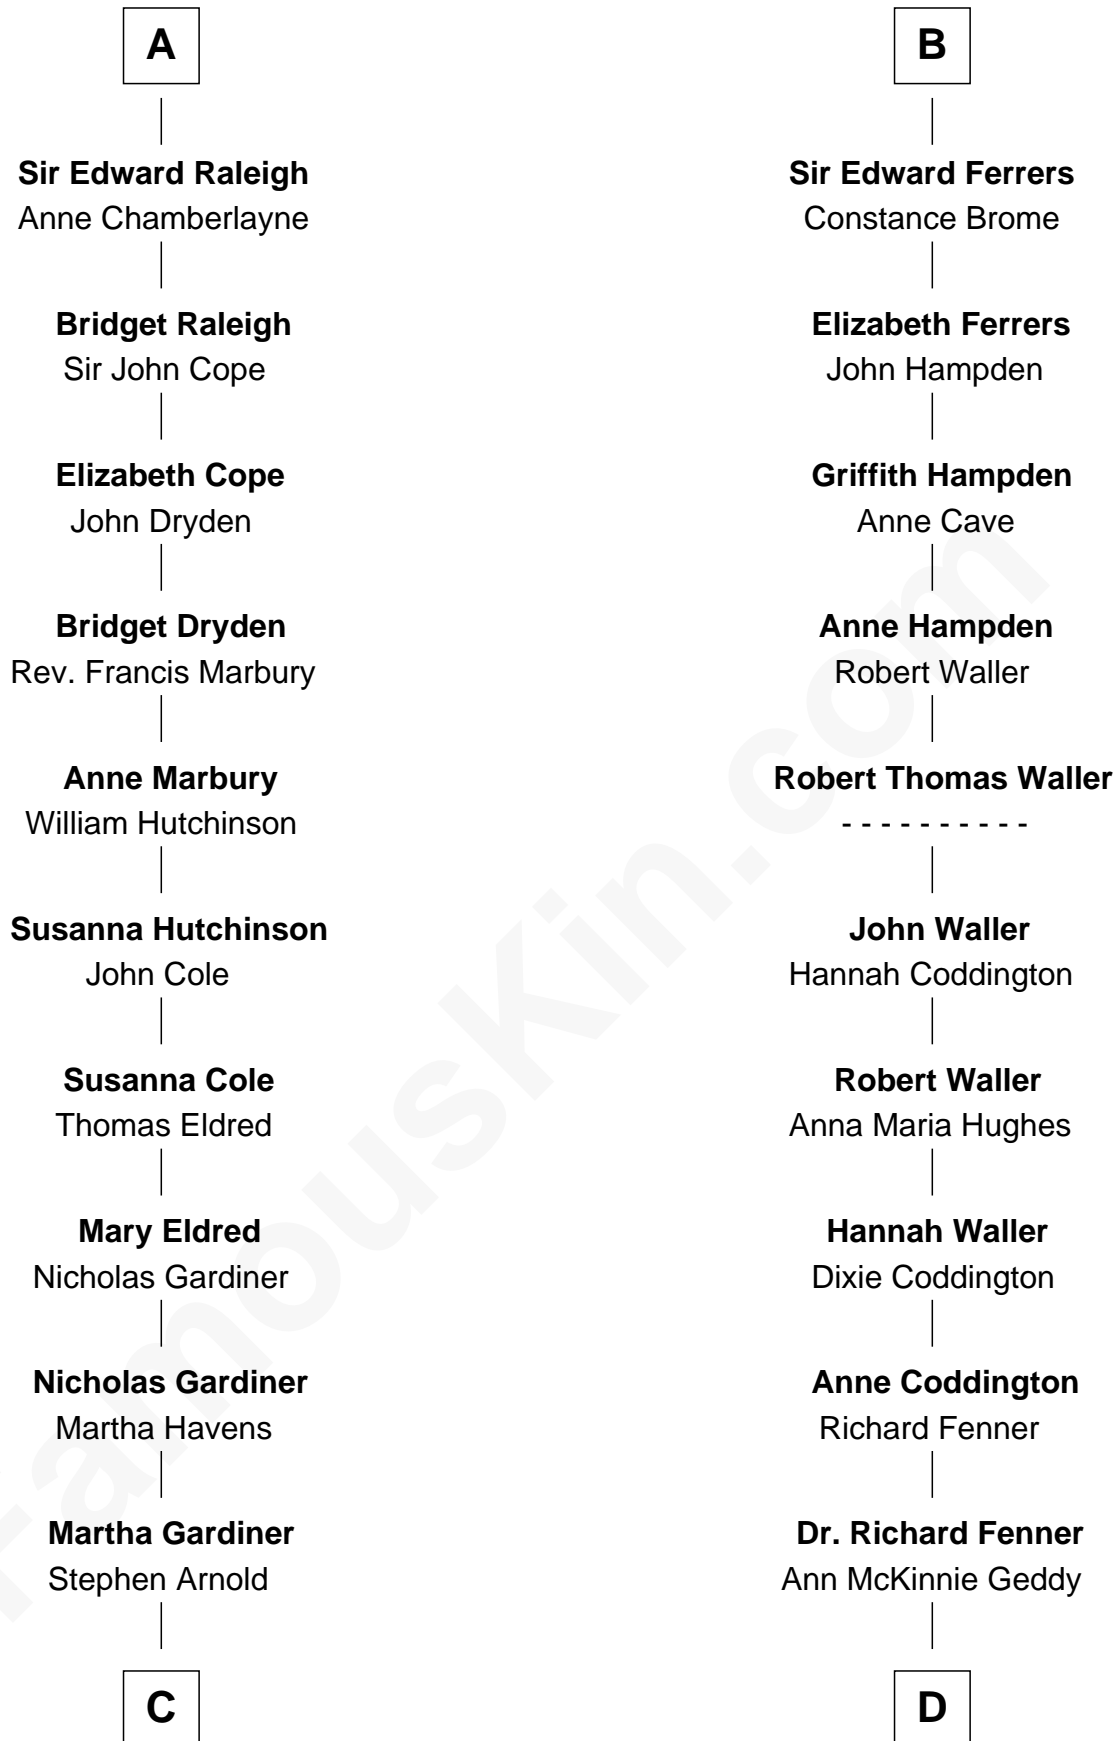 A
Sir Edward Raleigh
Anne Chamberlayne
Bridget Raleigh
Sir John Cope
Elizabeth Cope
John Dryden
Bridget Dryden
Rev. Francis Marbury
Anne Marbury
William Hutchinson
Susanna Hutchinson
John Cole
Susanna Cole
Thomas Eldred
Mary Eldred
Nicholas Gardiner
Nicholas Gardiner
Martha Havens
Martha Gardiner
Stephen Arnold
C
B
Sir Edward Ferrers
Constance Brome
Elizabeth Ferrers
John Hampden
Griffith Hampden
Anne Cave
Anne Hampden
Robert Waller
Robert Thomas Waller
- - - - - - - - - -
John Waller
Hannah Coddington
Robert Waller
Anna Maria Hughes
Hannah Waller
Dixie Coddington
Anne Coddington
Richard Fenner
Dr. Richard Fenner
Ann McKinnie Geddy
D
FamousKin.com